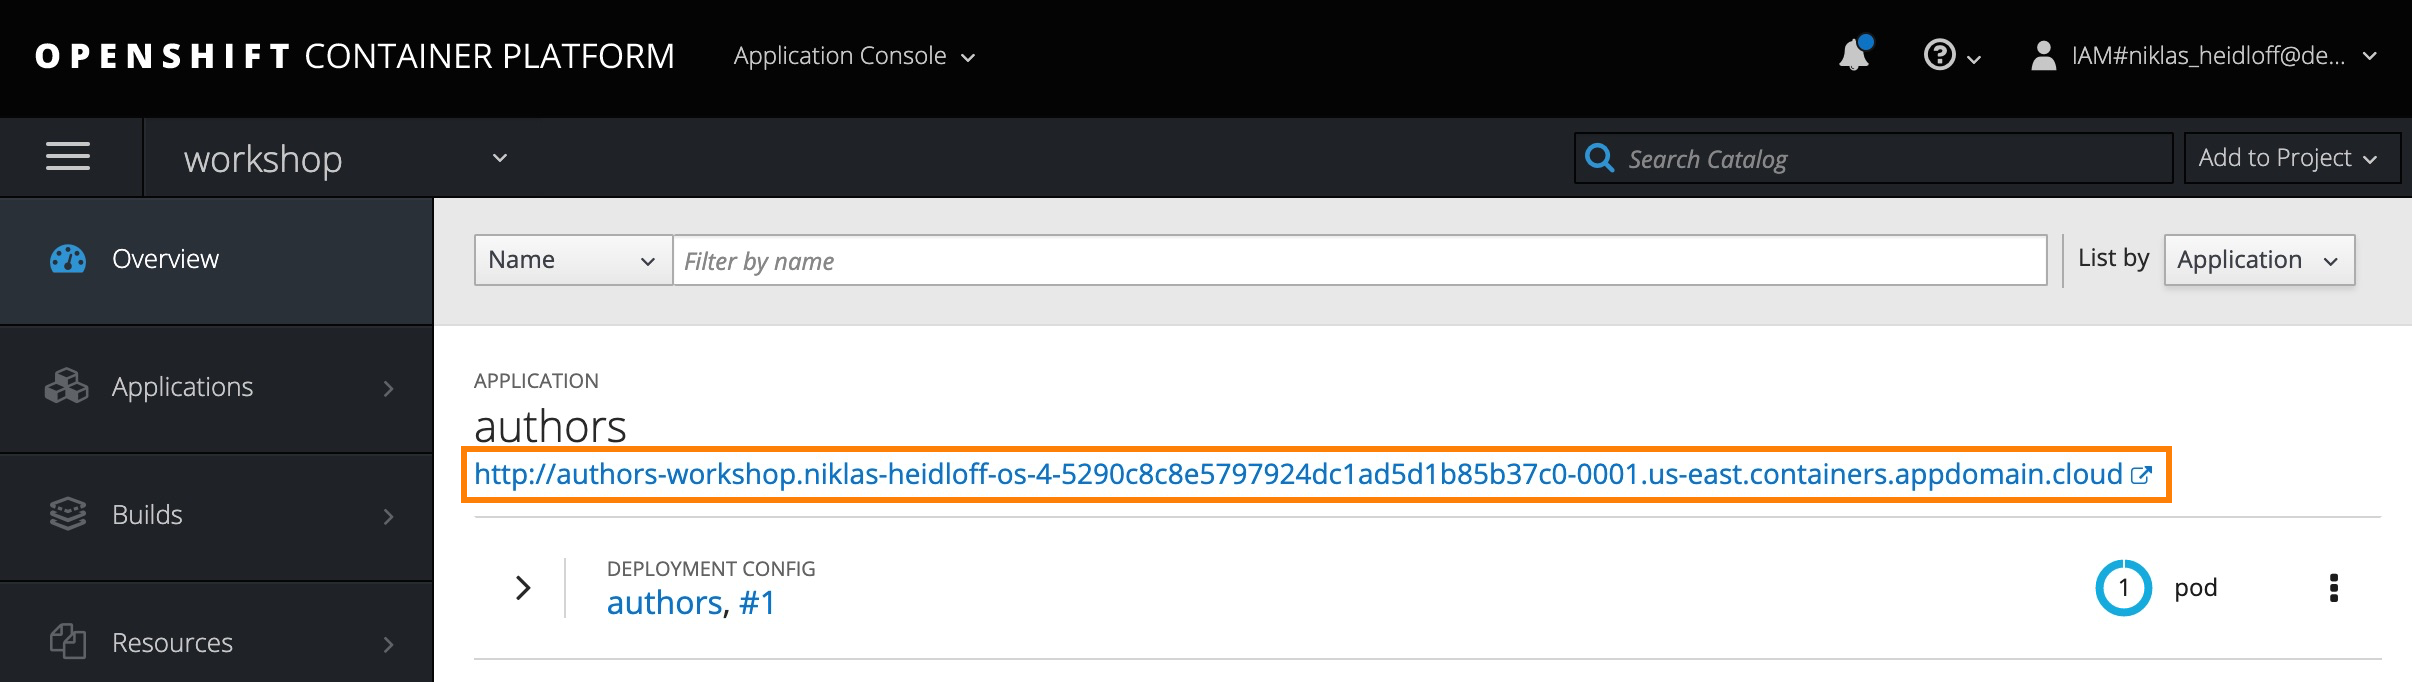 OPENSHIFT CONTAINER PLATFORM Application Console IAM#niklas_heidloff@de...
workshop Search Catalog Add to Project
Overview
Name Filter by name List by Application
Applications
APPLICATION
authors
http://authors-workshop.niklas-heidloff-os-4-5290c8c8e5797924dc1ad5d1b85b37c0-0001.us-east.containers.appdomain.cloud
Builds
DEPLOYMENT CONFIG
authors, #1
1 pod
Resources